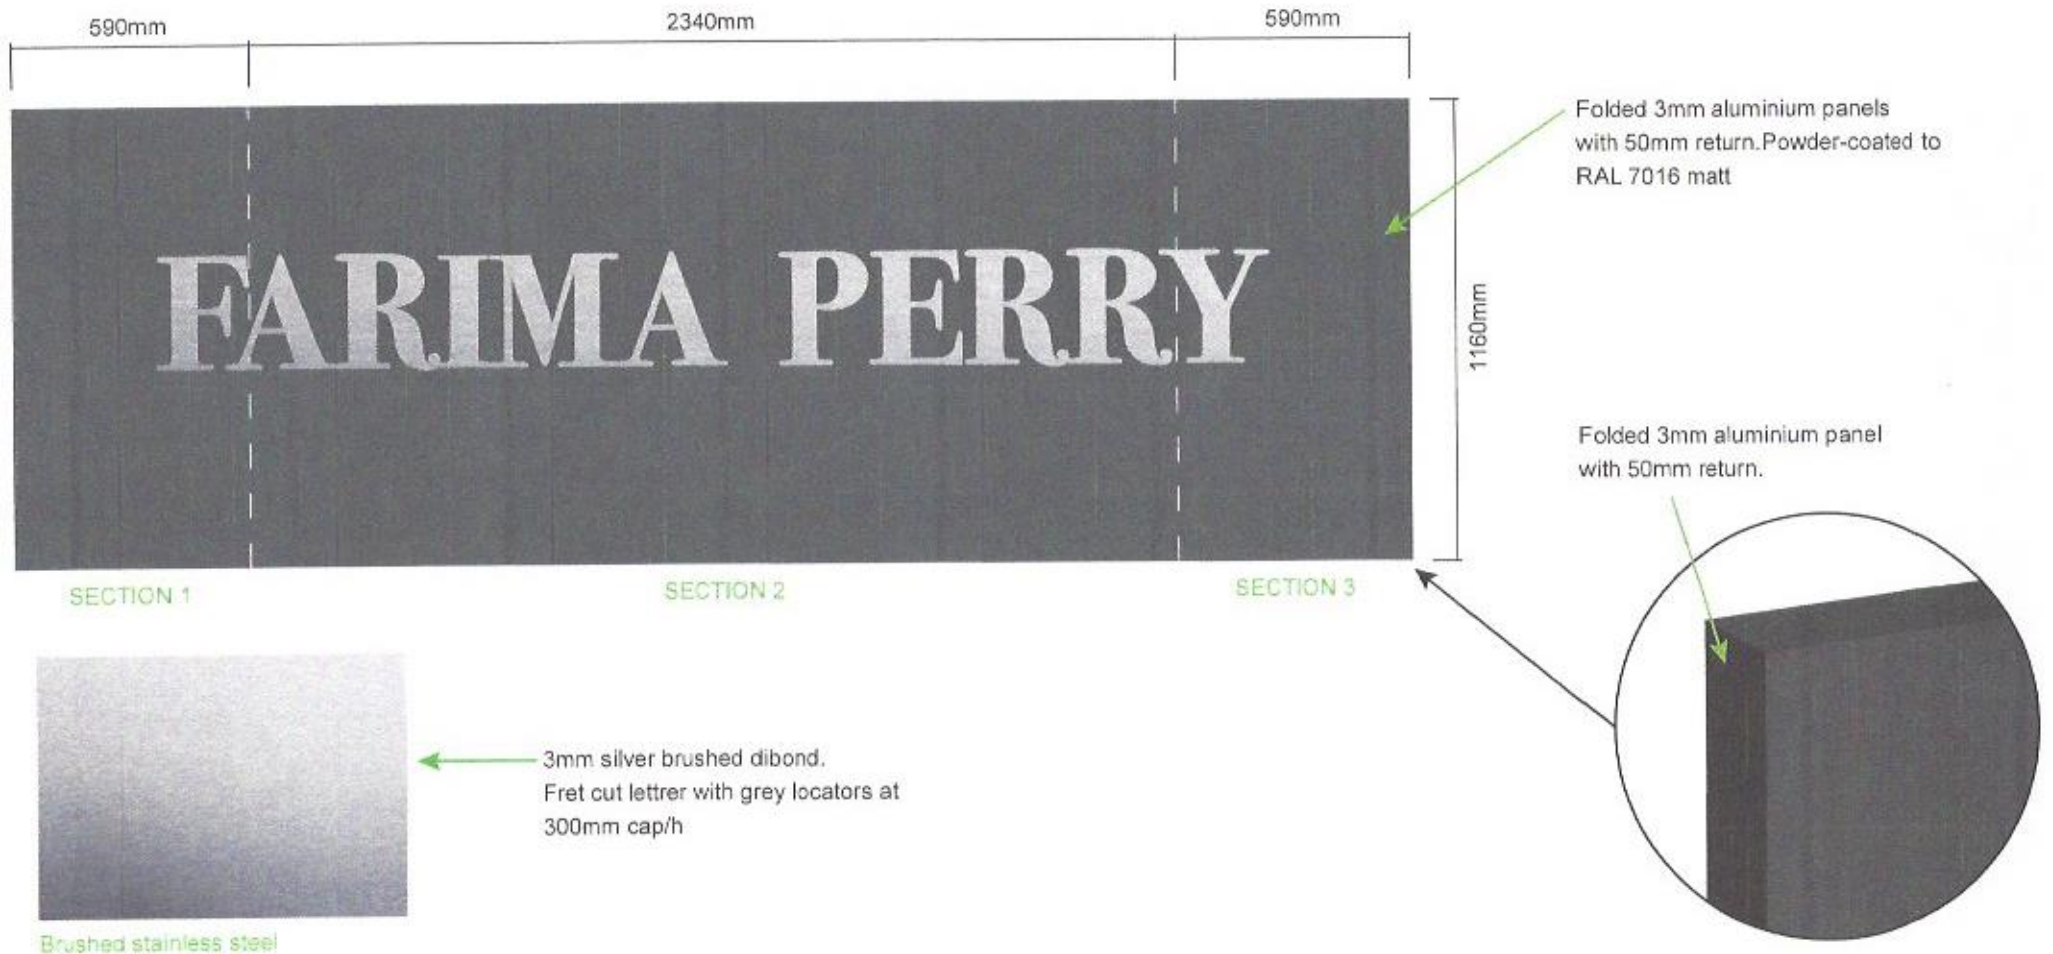 590mm
2340mm
590mm
Folded 3mm aluminium panels
with 50mm return.Powder-coated to
RAL 7016 matt
FARIMA PERRY
1160mm
Folded 3mm aluminium panel
with 50mm return.
SECTION 1
SECTION 2
SECTION 3
3mm silver brushed dibond.
Fret cut lettrer with grey locators at
300mm cap/h
Brushed stainless steel